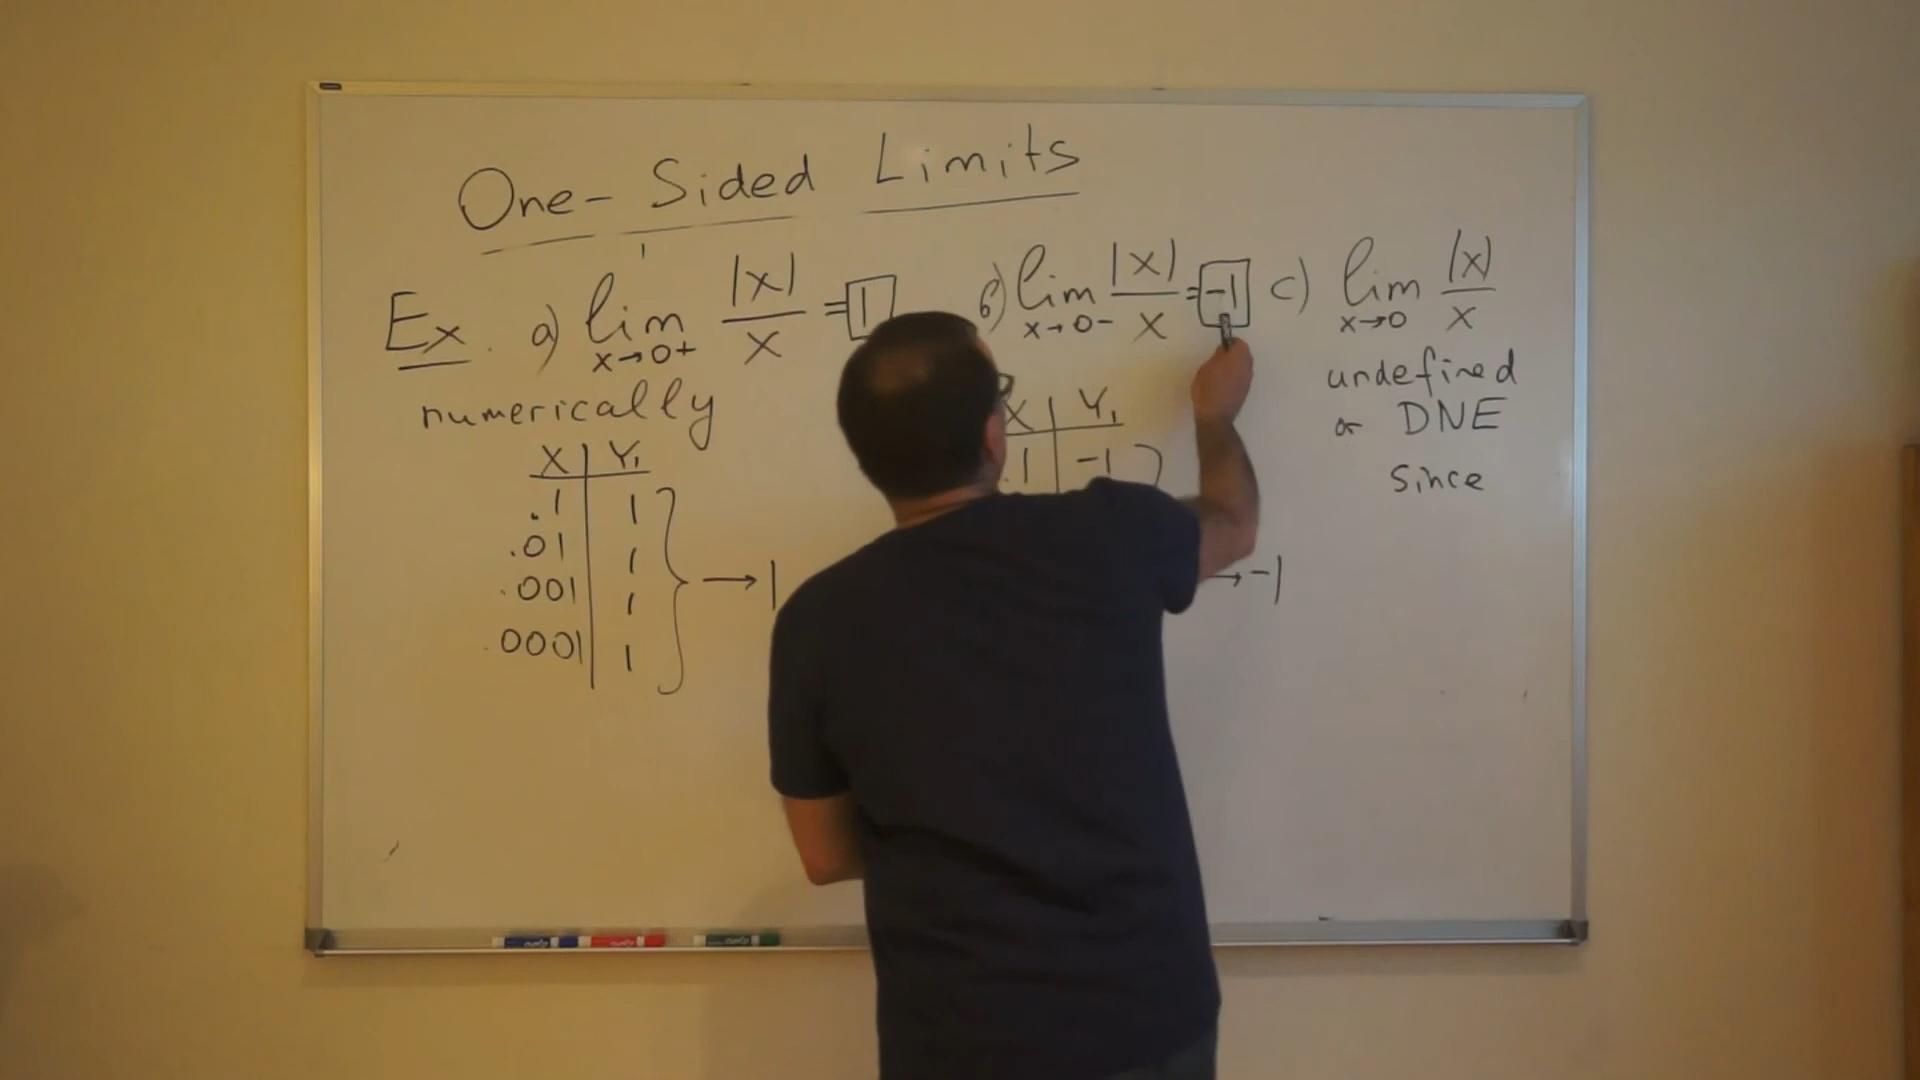 One-Sided Limits
Ex. a) lim x→0+ |x|/x = 1
b) lim x→0- |x|/x = -1
c) lim x→0 |x|/x
numerically
X | Y₁
.1 | 1
.01 | 1
.001 | 1
.0001 | 1
→ 1
X | Y₁
.1 | -1
→ -1
undefined
or DNE
since